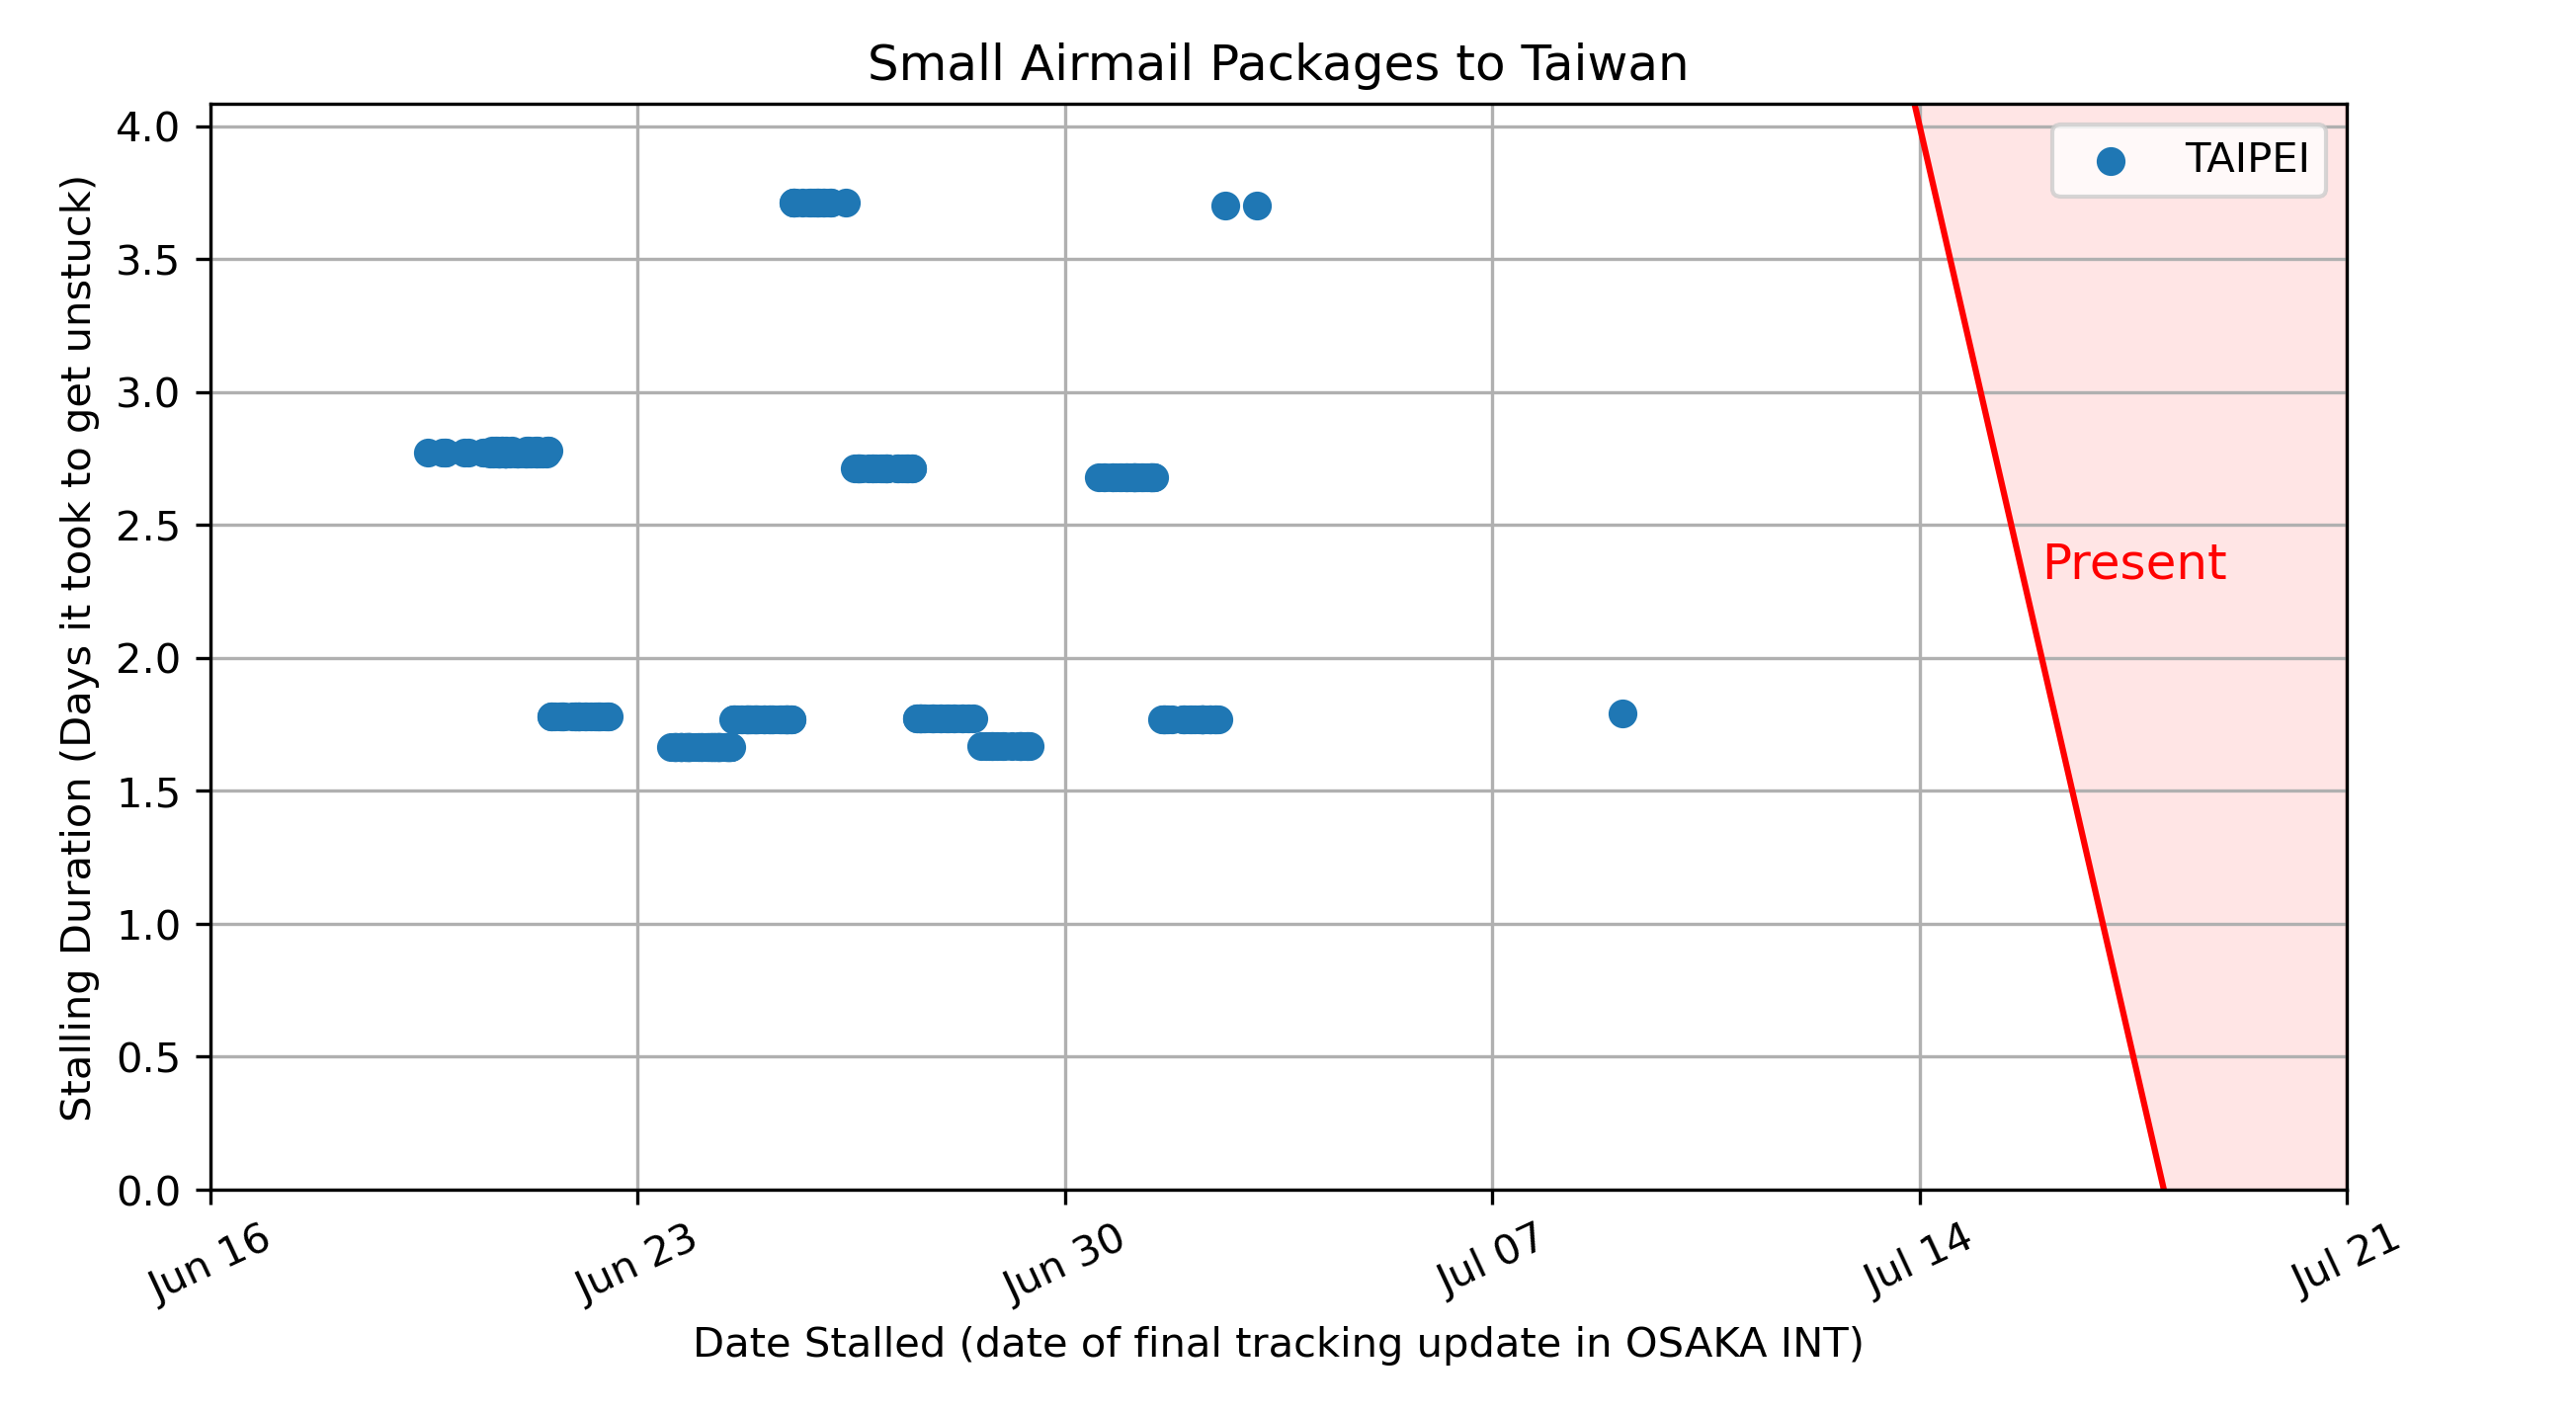 Small Airmail Packages to Taiwan
Stalling Duration (Days it took to get unstuck)
4.0
3.5
3.0
2.5
2.0
1.5
1.0
0.5
0.0
TAIPEI
Present
Jun 16
Jun 23
Jun 30
Jul 07
Jul 14
Jul 21
Date Stalled (date of final tracking update in OSAKA INT)